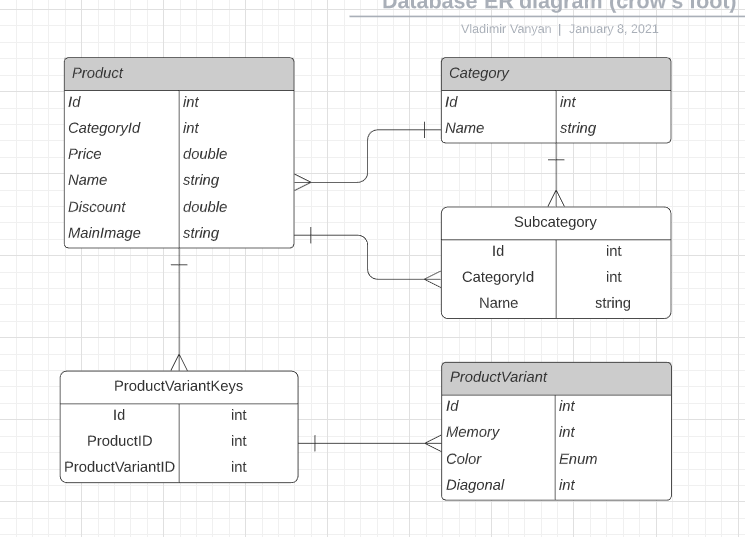 Database ER diagram (crow's foot)
Vladimir Vanyan | January 8, 2021
Product
Id int
CategoryId int
Price double
Name string
Discount double
MainImage string
Category
Id int
Name string
Subcategory
Id int
CategoryId int
Name string
ProductVariantKeys
Id int
ProductID int
ProductVariantID int
ProductVariant
Id int
Memory int
Color Enum
Diagonal int